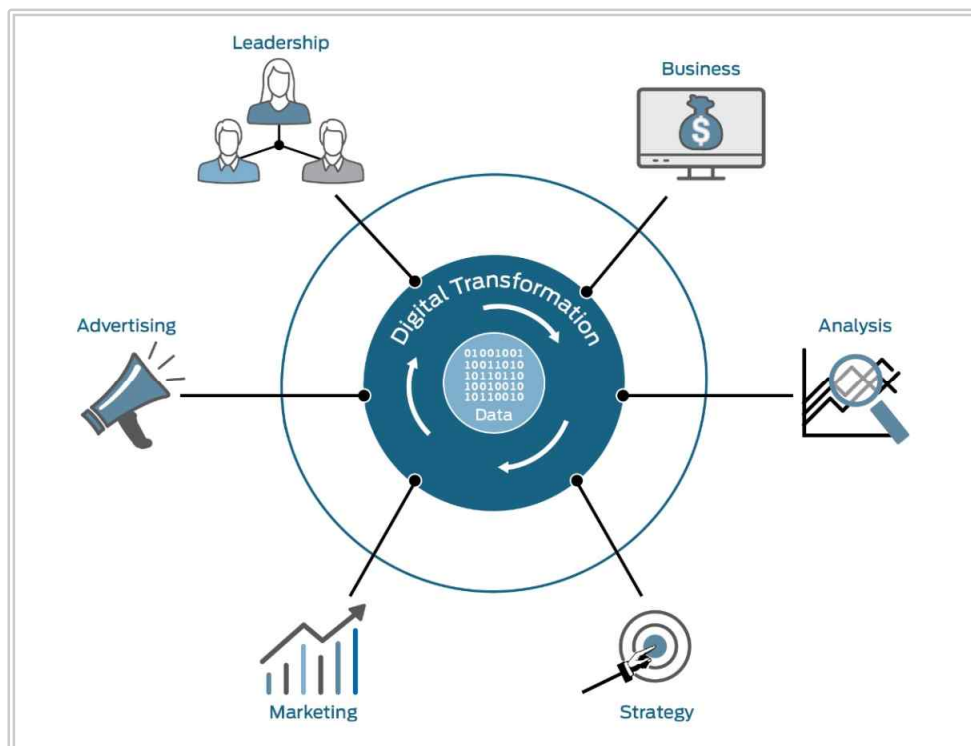 Leadership
Business
Digital Transformation
Advertising
Analysis
01001001
10011010
10110110
10010010
10110010
Data
$
Marketing
Strategy